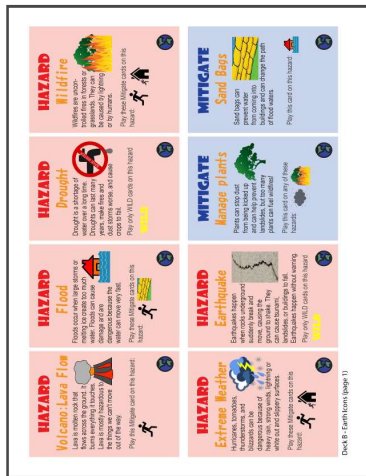 HAZARD
Volcano:Lava Flow
Lava is molten rock that
flows across the ground. It
burns everything it touches.
Lava is mostly hazardous to
the things we can't move
out of the way.
Play these Mitigate cards on this hazard:
HAZARD
Flood
Floods occur when large storms or
melting ice create too much
water. Floods can cause
damage and are
dangerous because the
water can move very fast.
Play these Mitigate cards on this
hazard:
HAZARD
Drought
Drought is a shortage of
water over a long time.
Droughts can last many
years, make fires and
dust storms worse, and cause
crops to fail.
Play only WILD cards on this hazard
WILD
HAZARD
Wildfire
Wildfires are uncon-
trolled fires in forests or
grasslands. They can
be caused by lightning
or by humans.
Play these Mitigate cards on this
hazard:
HAZARD
Extreme Weather
Hurricanes, tornadoes,
thunderstorms, and
blizzards can be
dangerous because of
heavy rain, strong winds, lightning or
white out and slippery surfaces.
Play these Mitigate cards on this
hazard:
HAZARD
Earthquake
Earthquakes happen
when rocks underground
suddenly break and
move, causing the
ground to shake. They
can cause tsunami,
landslides, or buildings to fall.
Earthquakes happen without warning.
Play only WILD cards on this hazard
WILD
MITIGATE
Manage plants
Plants can stop dust
from being kicked up
and can help prevent
landslides, but too many
plants can fuel wildfires!
Play this card on any of these
hazards:
MITIGATE
Sand Bags
Sand bags can
prevent water
from coming into
buildings and can change the path
of flood waters.
Play this card on this hazard:
Deck B - Earth Icons (page 1)